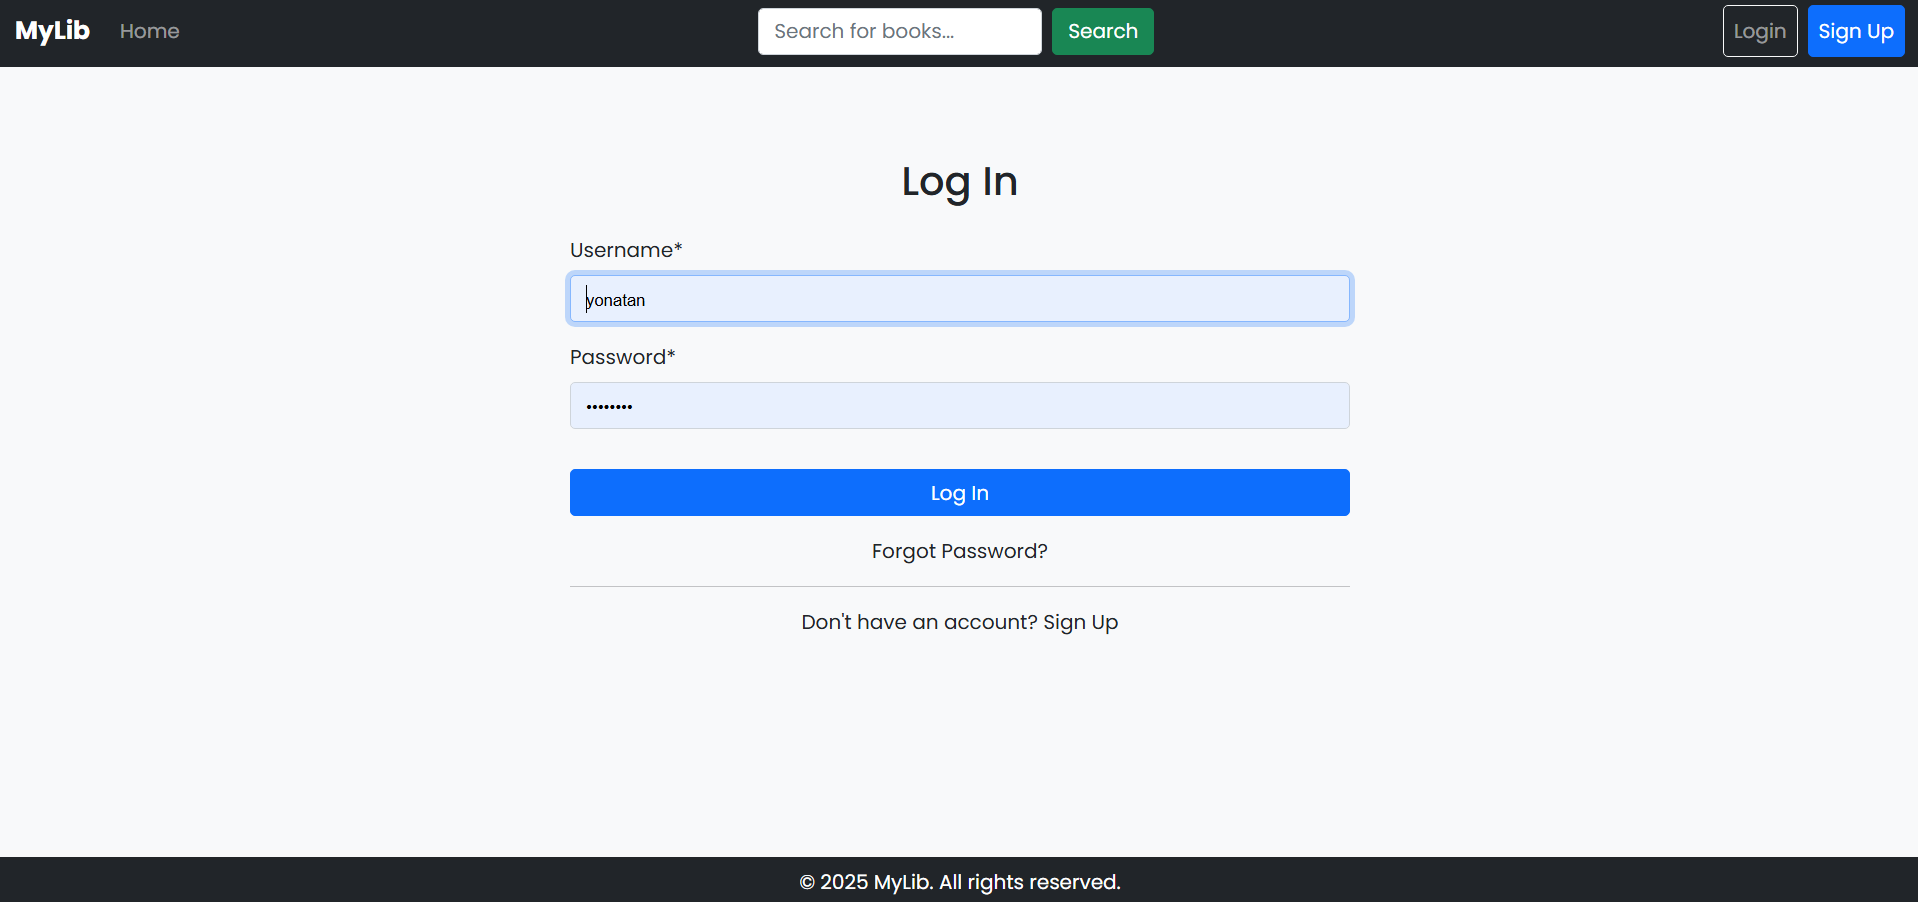 MyLib Home Search for books... Search Login Sign Up
Log In
Username*
yonatan
Password*
••••••••
Log In
Forgot Password?
Don't have an account? Sign Up
© 2025 MyLib. All rights reserved.